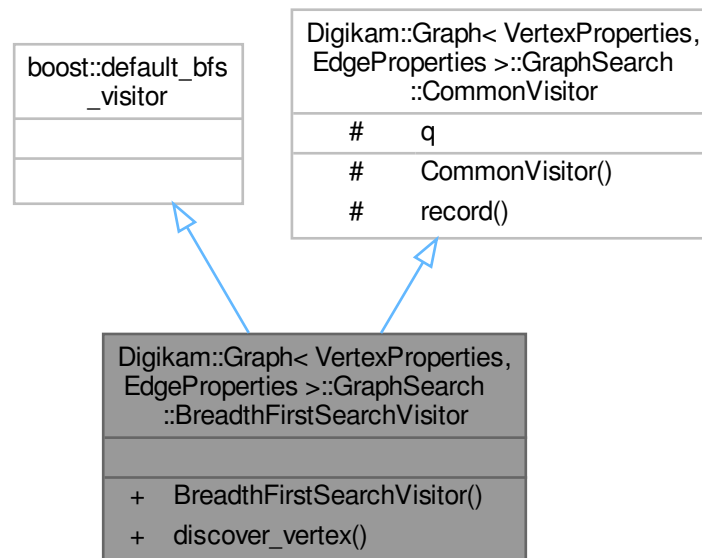 boost::default_bfs
_visitor
Digikam::Graph< VertexProperties,
EdgeProperties >::GraphSearch
::CommonVisitor
# q
# CommonVisitor()
# record()
Digikam::Graph< VertexProperties,
EdgeProperties >::GraphSearch
::BreadthFirstSearchVisitor
+ BreadthFirstSearchVisitor()
+ discover_vertex()